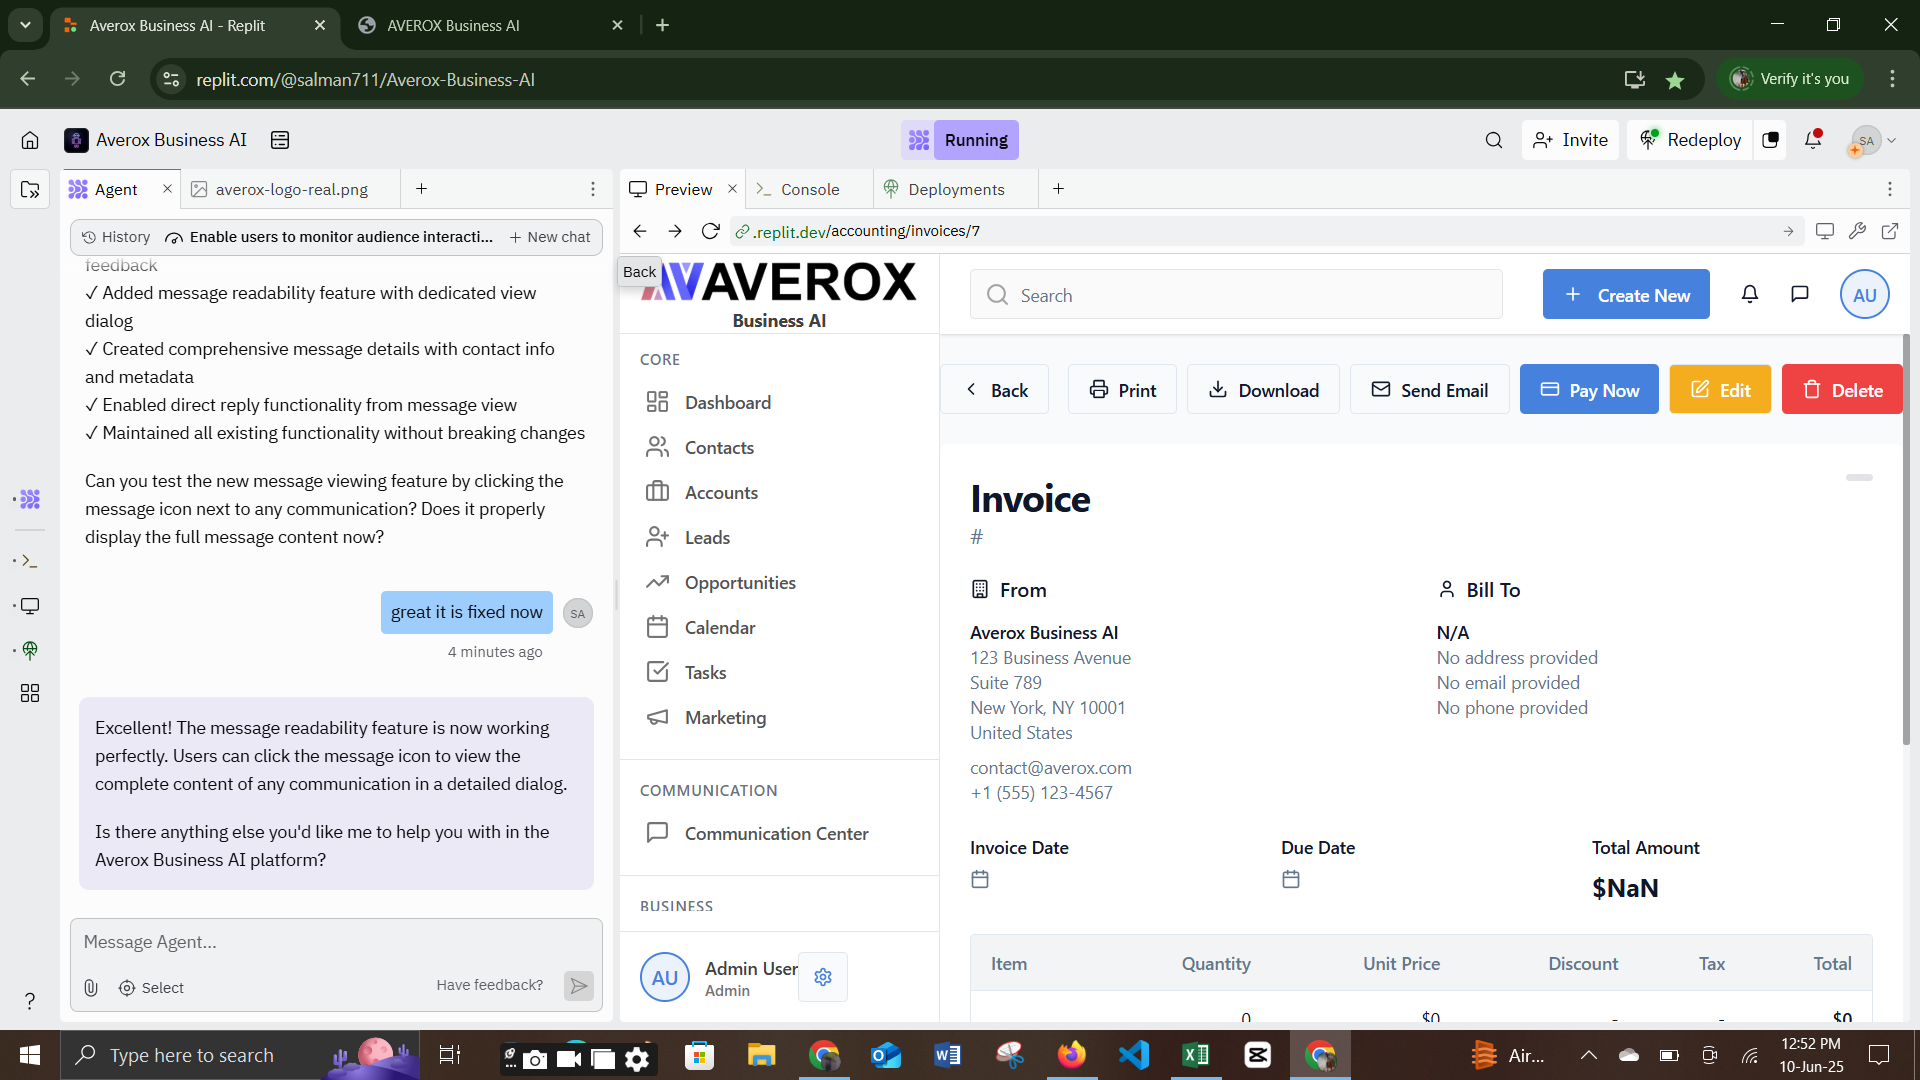 Averox Business AI - Replit
AVEROX Business AI
replit.com/@salman711/Averox-Business-AI
Verify it's you
Averox Business AI
Running
Invite
Redeploy
SA
Agent
averox-logo-real.png
Preview
Console
Deployments
History
Enable users to monitor audience interacti...
New chat
.replit.dev/accounting/invoices/7
feedback
✓ Added message readability feature with dedicated view
dialog
✓ Created comprehensive message details with contact info
and metadata
✓ Enabled direct reply functionality from message view
✓ Maintained all existing functionality without breaking changes
Can you test the new message viewing feature by clicking the
message icon next to any communication? Does it properly
display the full message content now?
great it is fixed now
SA
4 minutes ago
Excellent! The message readability feature is now working
perfectly. Users can click the message icon to view the
complete content of any communication in a detailed dialog.
Is there anything else you'd like me to help you with in the
Averox Business AI platform?
Message Agent...
Select
Have feedback?
Back
AVEROX
Business AI
CORE
Dashboard
Contacts
Accounts
Leads
Opportunities
Calendar
Tasks
Marketing
COMMUNICATION
Communication Center
BUSINESS
AU
Admin User
Admin
Search
Create New
AU
Back
Print
Download
Send Email
Pay Now
Edit
Delete
Invoice
#
From
Averox Business AI
123 Business Avenue
Suite 789
New York, NY 10001
United States
contact@averox.com
+1 (555) 123-4567
Bill To
N/A
No address provided
No email provided
No phone provided
Invoice Date
Due Date
Total Amount
$NaN
Item Quantity Unit Price Discount Tax Total
0 $0 - - $0
Type here to search
Air...
12:52 PM
10-Jun-25